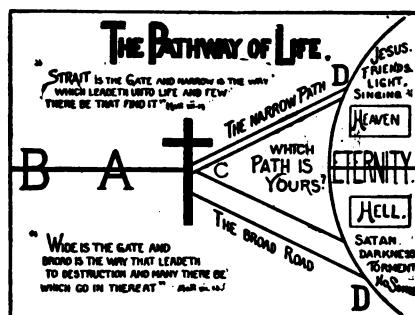 THE PATHWAY OF LIFE.
"STRAIT IS THE GATE AND NARROW IS THE WAY
WHICH LEADETH UNTO LIFE AND FEW
THERE BE THAT FIND IT"
THE NARROW PATH
D
JESUS.
FRIENDS.
LIGHT,
SINGING
HEAVEN
B A C
WHICH
PATH IS
YOURS?
ETERNITY.
HELL.
SATAN.
DARKNESS
TORMENT
No SONGS
THE BROAD ROAD
D
"WIDE IS THE GATE AND
BROAD IS THE WAY THAT LEADETH
TO DESTRUCTION AND MANY THERE BE
WHICH GO IN THEREAT"